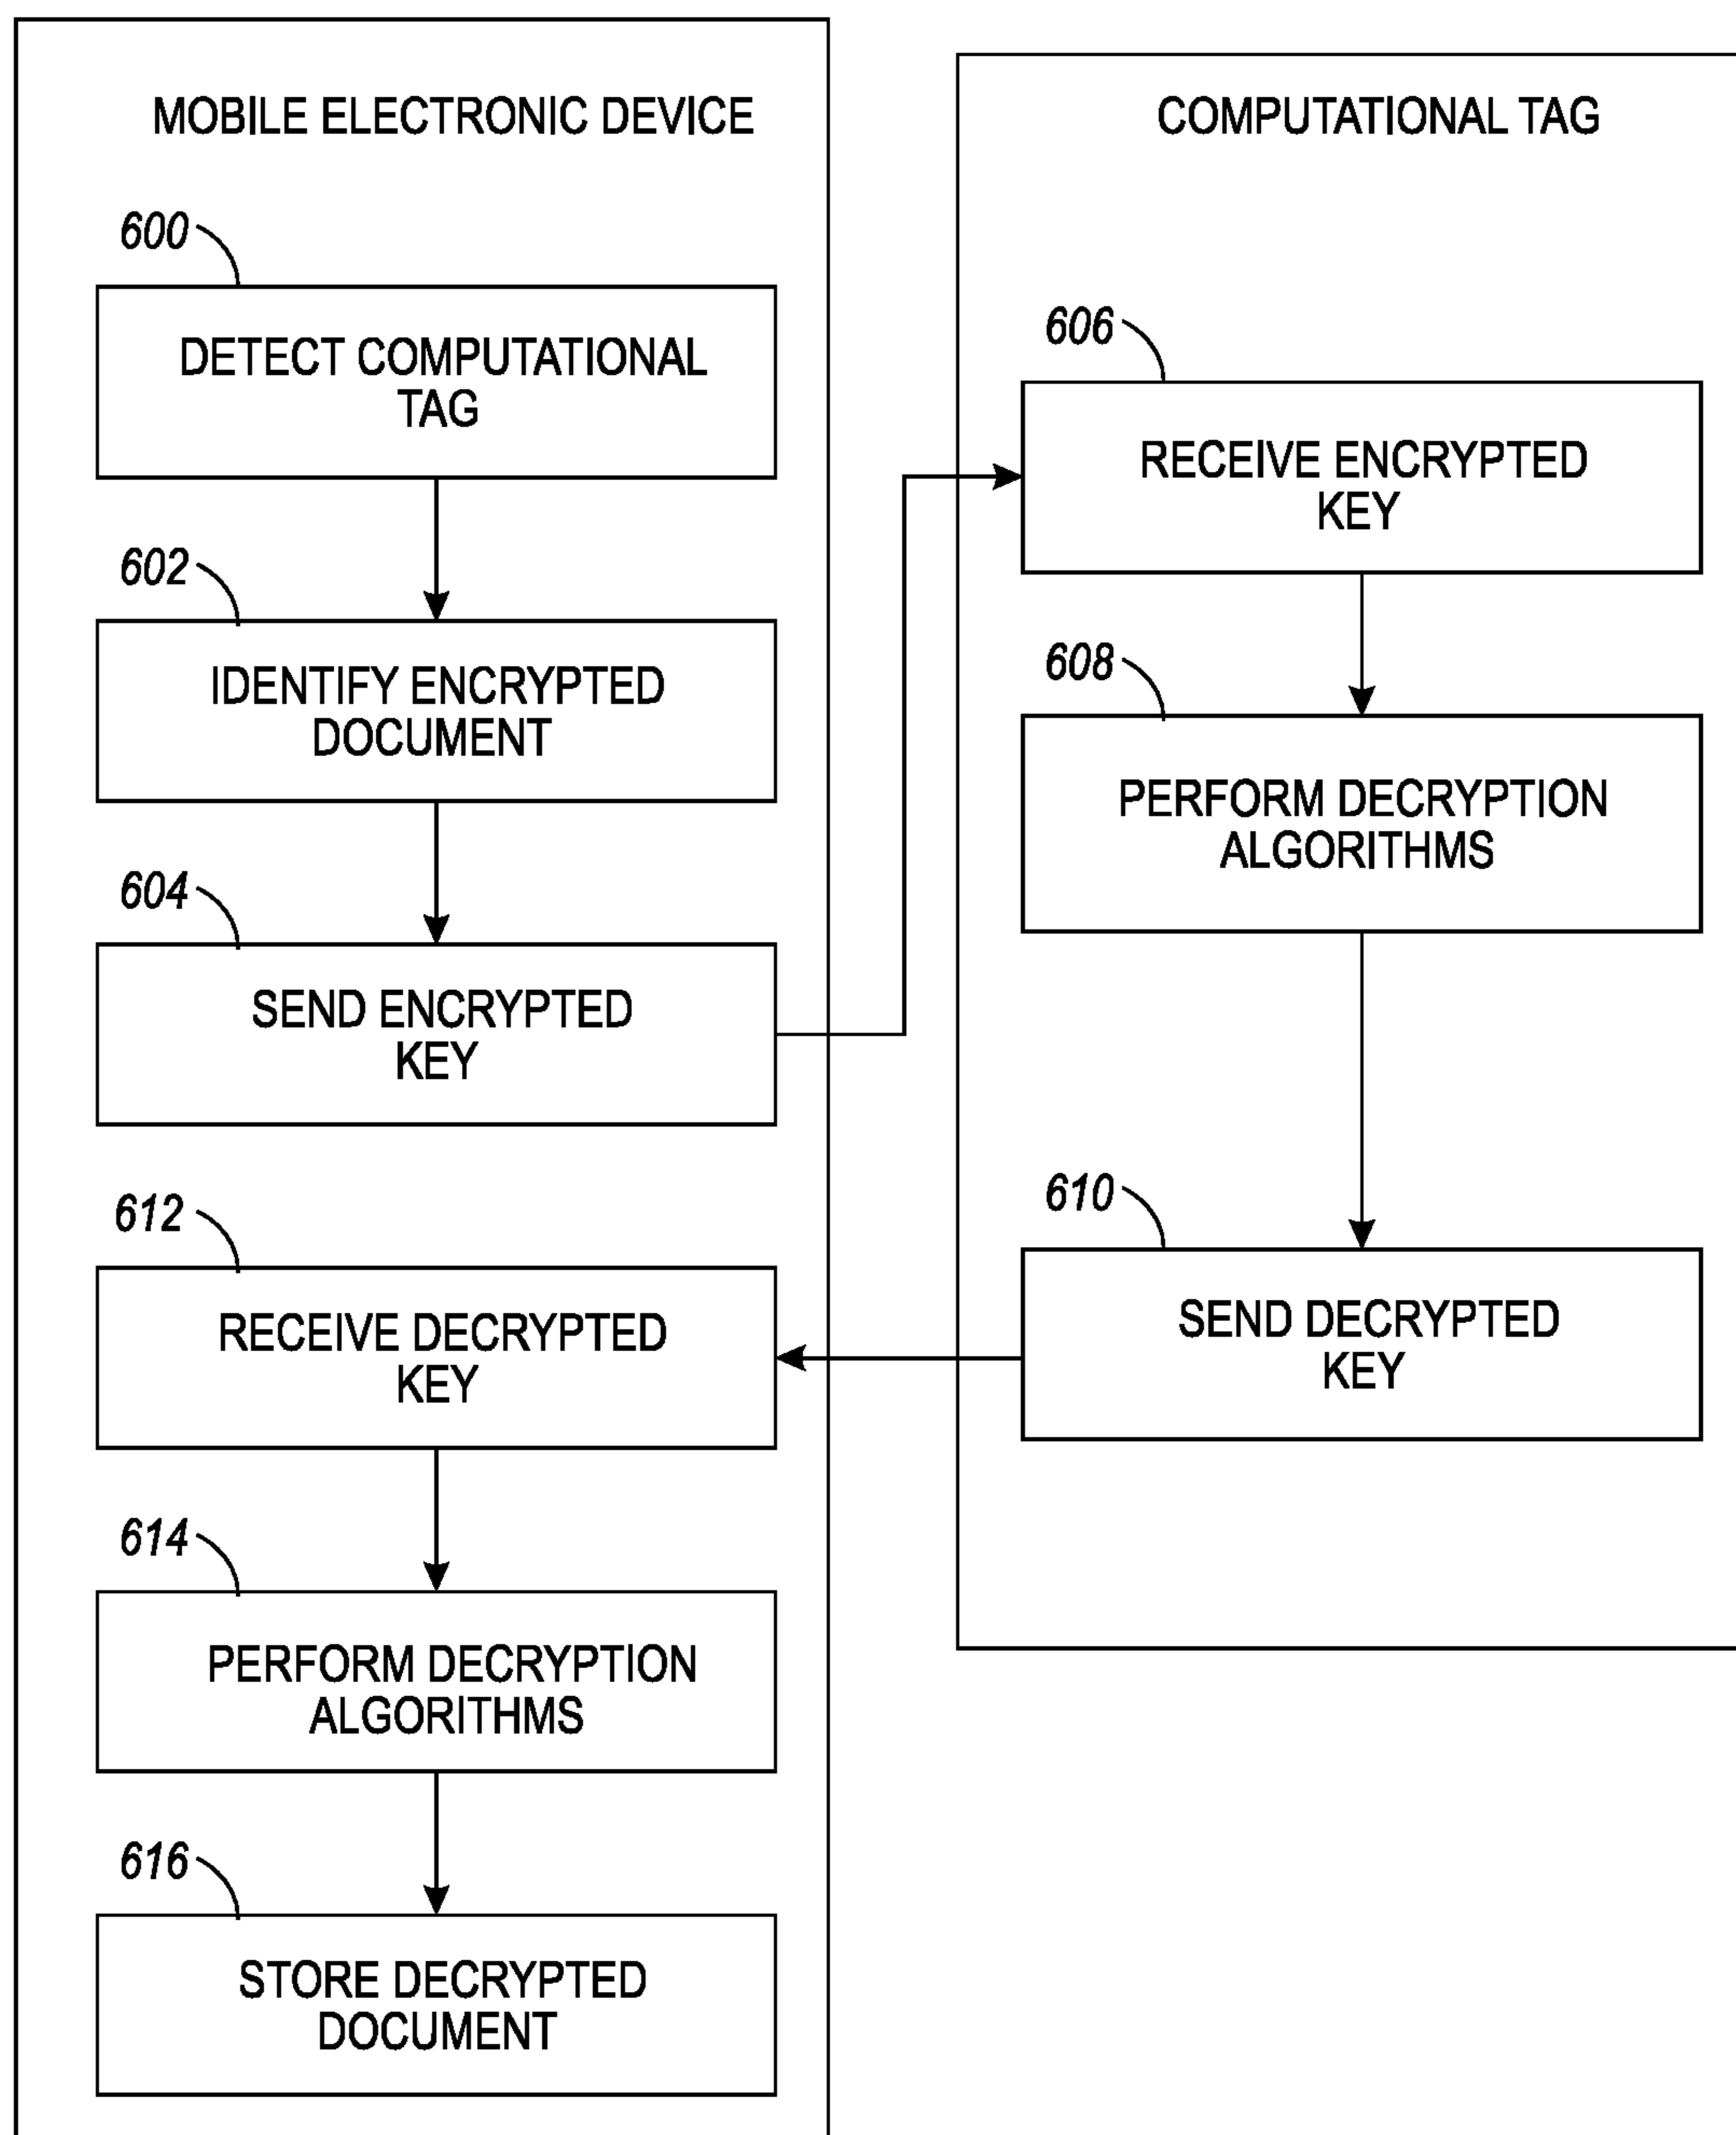 MOBILE ELECTRONIC DEVICE
600
DETECT COMPUTATIONAL
TAG
602
IDENTIFY ENCRYPTED
DOCUMENT
604
SEND ENCRYPTED
KEY
612
RECEIVE DECRYPTED
KEY
614
PERFORM DECRYPTION
ALGORITHMS
616
STORE DECRYPTED
DOCUMENT
COMPUTATIONAL TAG
606
RECEIVE ENCRYPTED
KEY
608
PERFORM DECRYPTION
ALGORITHMS
610
SEND DECRYPTED
KEY